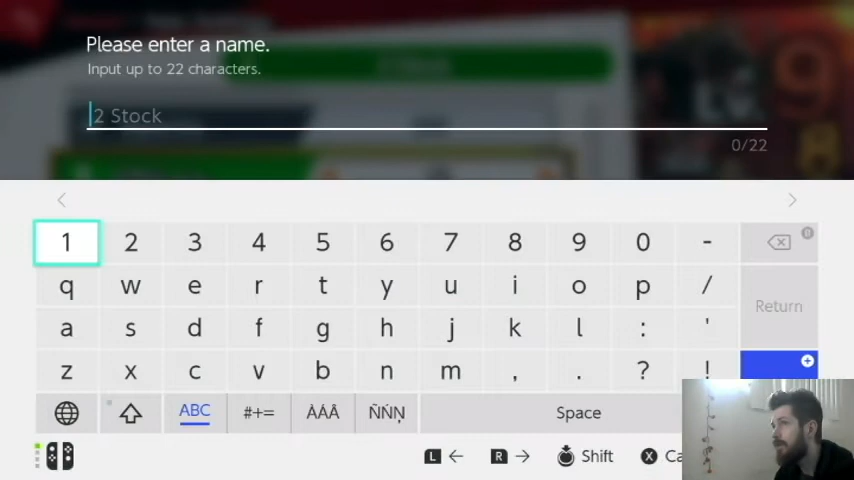 Please enter a name.
Input up to 22 characters.
2 Stock
0/22
1 2 3 4 5 6 7 8 9 0 -
q w e r t y u i o p /
Return
a s d f g h j k l : '
z x c v b n m , . ? !
ABC #+= ÀÁÂ ÑŃŅ Space
L ← R → Shift X Ca